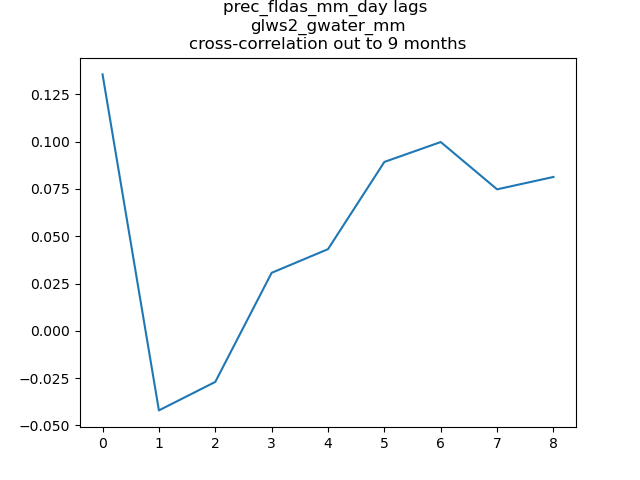 prec_fldas_mm_day lags
glws2_gwater_mm
cross-correlation out to 9 months
0.125
0.100
0.075
0.050
0.025
0.000
−0.025
−0.050
0 1 2 3 4 5 6 7 8